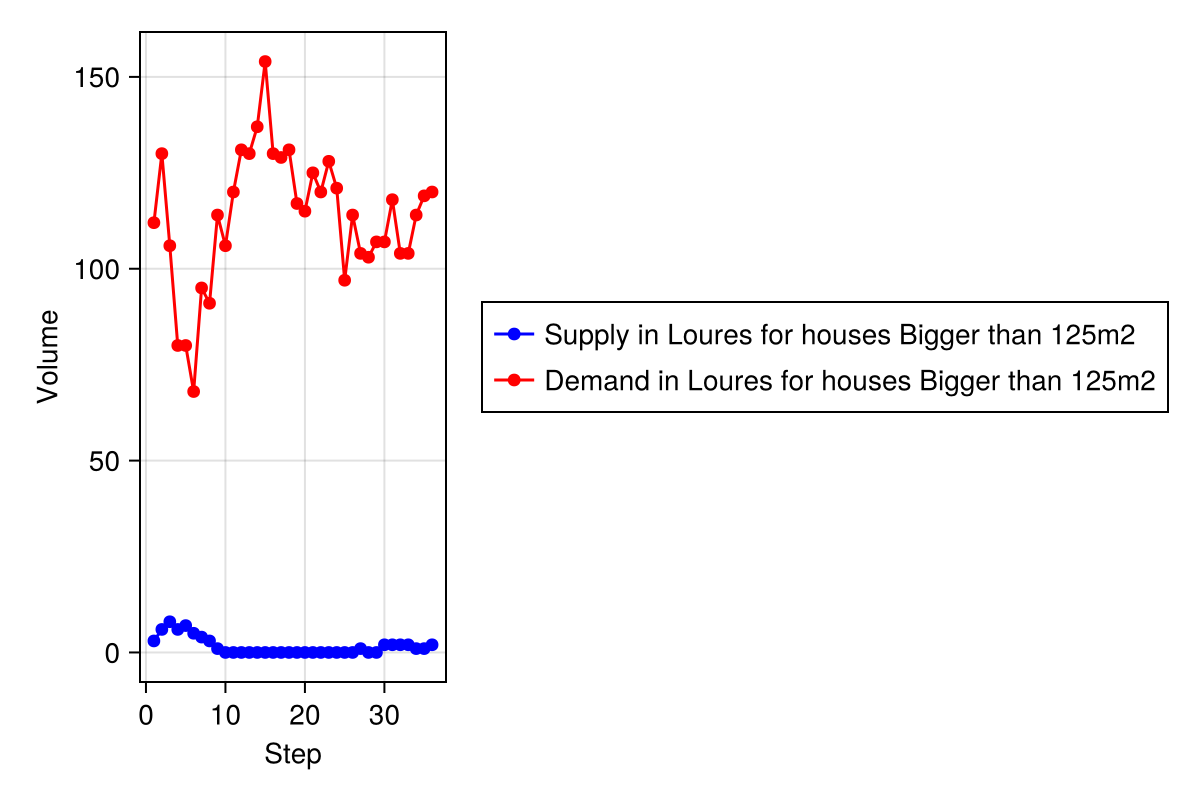 150
100
50
0
Volume
0 10 20 30
Step
Supply in Loures for houses Bigger than 125m2
Demand in Loures for houses Bigger than 125m2